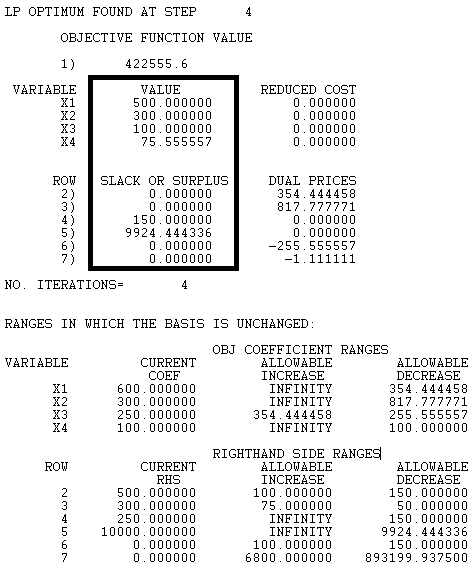 LP OPTIMUM FOUND AT STEP 4
OBJECTIVE FUNCTION VALUE
1) 422555.6
VARIABLE VALUE REDUCED COST
X1 500.000000 0.000000
X2 300.000000 0.000000
X3 100.000000 0.000000
X4 75.555557 0.000000
ROW SLACK OR SURPLUS DUAL PRICES
2) 0.000000 354.444458
3) 0.000000 817.777771
4) 150.000000 0.000000
5) 9924.444336 0.000000
6) 0.000000 -255.555557
7) 0.000000 -1.111111
NO. ITERATIONS= 4
RANGES IN WHICH THE BASIS IS UNCHANGED:
OBJ COEFFICIENT RANGES
VARIABLE CURRENT ALLOWABLE ALLOWABLE
COEF INCREASE DECREASE
X1 600.000000 INFINITY 354.444458
X2 300.000000 INFINITY 817.777771
X3 250.000000 354.444458 255.555557
X4 100.000000 INFINITY 100.000000
RIGHTHAND SIDE RANGES
ROW CURRENT ALLOWABLE ALLOWABLE
RHS INCREASE DECREASE
2 500.000000 100.000000 150.000000
3 300.000000 75.000000 50.000000
4 250.000000 INFINITY 150.000000
5 10000.000000 INFINITY 9924.444336
6 0.000000 100.000000 150.000000
7 0.000000 6800.000000 893199.937500